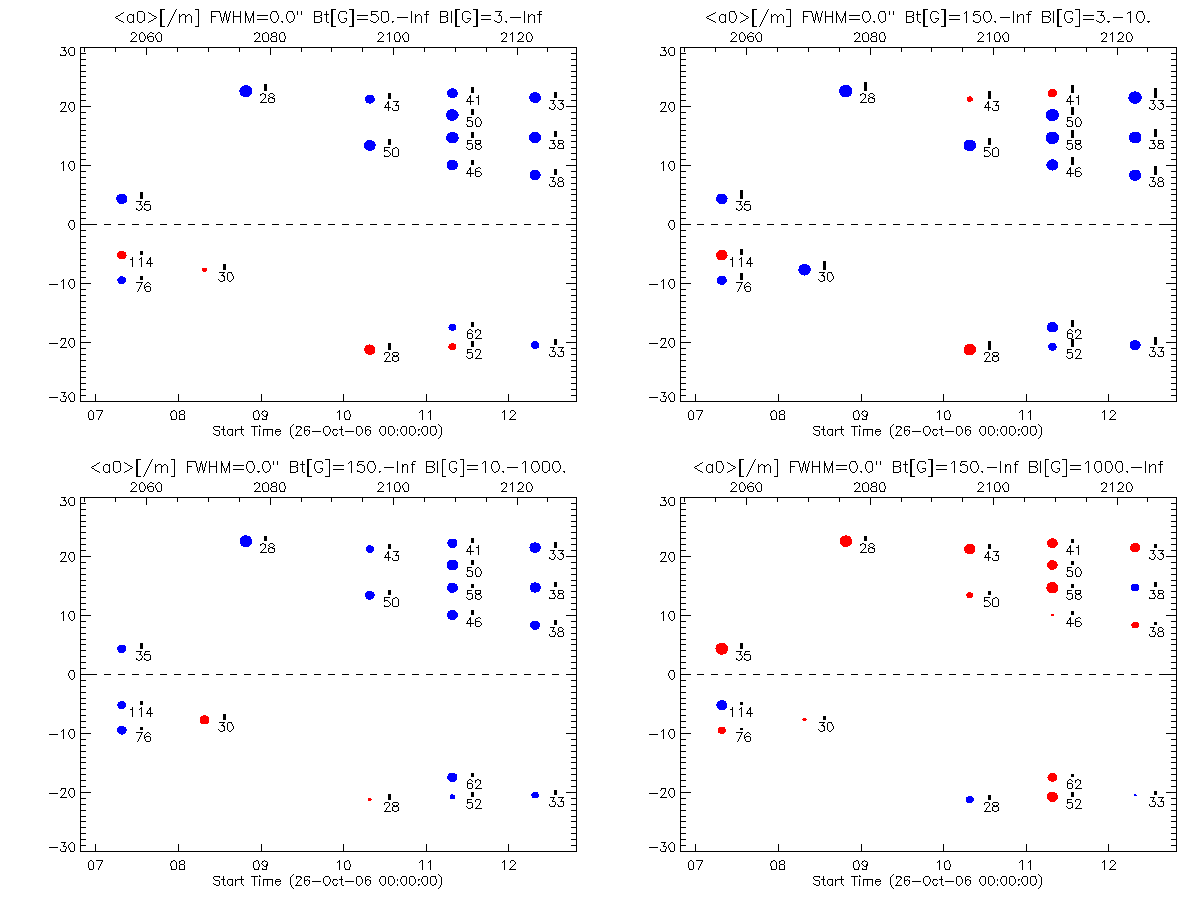 <a0>[/m] FWHM=0.0" Bt[G]=50.-Inf Bl[G]=3.-Inf
2060 2080 2100 2120
30
28 43 41 33
20
50
50 58 38
10
46 38
35
0
114 30
76
-10
62
-20
28 52 33
-30
07 08 09 10 11 12
Start Time (26-Oct-06 00:00:00)
<a0>[/m] FWHM=0.0" Bt[G]=150.-Inf Bl[G]=3.-10.
2060 2080 2100 2120
30
28 43 41 33
20
50
50 58 38
10
46 38
35
0
114 30
76
-10
62
-20
28 52 33
-30
07 08 09 10 11 12
Start Time (26-Oct-06 00:00:00)
<a0>[/m] FWHM=0.0" Bt[G]=150.-Inf Bl[G]=10.-1000.
2060 2080 2100 2120
30
28 43 41 33
20
50
50 58 38
10
46 38
35
0
114 30
76
-10
62
-20
28 52 33
-30
07 08 09 10 11 12
Start Time (26-Oct-06 00:00:00)
<a0>[/m] FWHM=0.0" Bt[G]=150.-Inf Bl[G]=1000.-Inf
2060 2080 2100 2120
30
28 43 41 33
20
50
50 58 38
10
46 38
35
0
114 30
76
-10
62
-20
28 52 33
-30
07 08 09 10 11 12
Start Time (26-Oct-06 00:00:00)